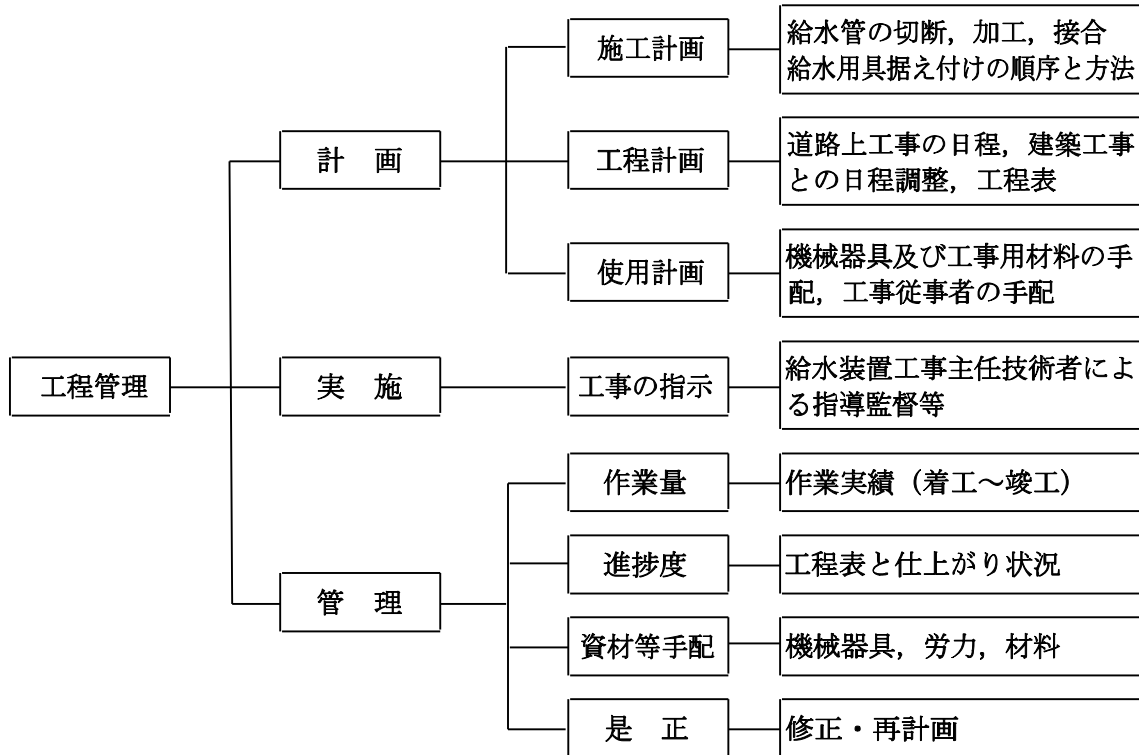 工程管理
計　画
施工計画
給水管の切断，加工，接合
給水用具据え付けの順序と方法
工程計画
道路上工事の日程，建築工事
との日程調整，工程表
使用計画
機械器具及び工事用材料の手
配，工事従事者の手配
実　施
工事の指示
給水装置工事主任技術者によ
る指導監督等
管　理
作業量
作業実績（着工～竣工）
進捗度
工程表と仕上がり状況
資材等手配
機械器具，労力，材料
是　正
修正・再計画